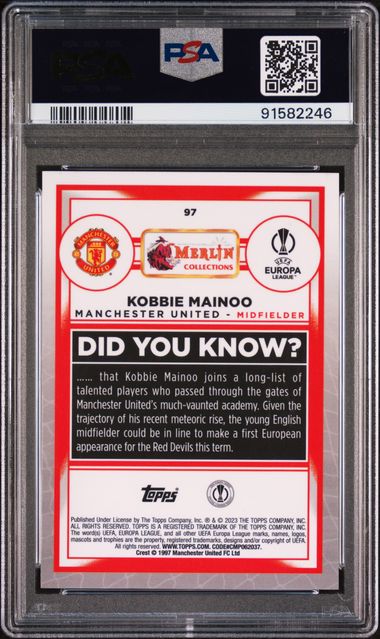 PSA
PSA
91582246
97
MANCHESTER
UNITED
MERLIN
COLLECTIONS
UEFA
EUROPA
LEAGUE™
KOBBIE MAINOO
MANCHESTER UNITED - MIDFIELDER
DID YOU KNOW?
...... that Kobbie Mainoo joins a long-list of
talented players who passed through the gates of
Manchester United's much-vaunted academy. Given the
trajectory of his recent meteoric rise, the young English
midfielder could be in line to make a first European
appearance for the Red Devils this term.
Topps
Published Under License by The Topps Company, Inc. ® & © 2023 THE TOPPS COMPANY, INC.
ALL RIGHTS RESERVED. TOPPS IS A REGISTERED TRADEMARK OF THE TOPPS COMPANY, INC.
The word(s) UEFA, EUROPA LEAGUE, and all other UEFA Europa League marks, names, logos,
mascots and trophies are the property, registered trademarks, designs and/or copyright of UEFA.
All rights reserved. WWW.TOPPS.COM. CODE#CMP062037.
Crest © 1997 Manchester United FC Ltd